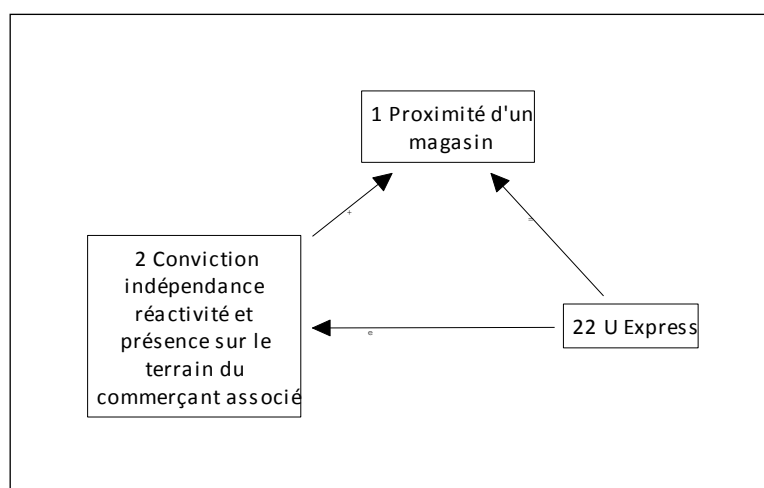 1 Proximité d'un
magasin
+
=
2 Conviction
indépendance
réactivité et
présence sur le
terrain du
commerçant associé
22 U Express
e